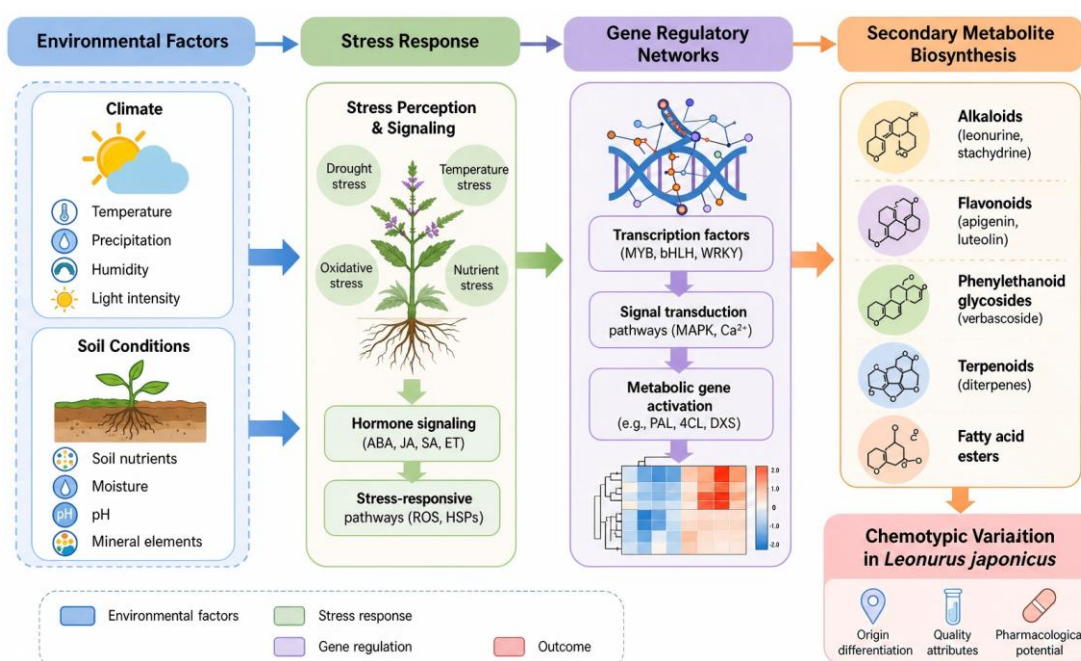 Environmental Factors
Stress Response
Gene Regulatory
Networks
Secondary Metabolite
Biosynthesis
Climate
Temperature
Precipitation
Humidity
Light intensity
Soil Conditions
Soil nutrients
Moisture
pH
pH
Mineral elements
Stress Perception
& Signaling
Drought
stress
Temperature
stress
Oxidative
stress
Nutrient
stress
Hormone signaling
(ABA, JA, SA, ET)
Stress-responsive
pathways (ROS, HSPs)
Transcription factors
(MYB, bHLH, WRKY)
Signal transduction
pathways (MAPK, Ca²⁺)
Metabolic gene
activation
(e.g., PAL, 4CL, DXS)
2.0
1.0
0
-1.0
-2.0
Alkaloids
(leonurine,
stachydrine)
Flavonoids
(apigenin,
luteolin)
Phenylethanoid
glycosides
(verbascoside)
Terpenoids
(diterpenes)
Fatty acid
esters
Chemotypic Variation
in Leonurus japonicus
Origin
differentiation
Quality
attributes
Pharmacological
potential
Environmental factors
Stress response
Gene regulation
Outcome